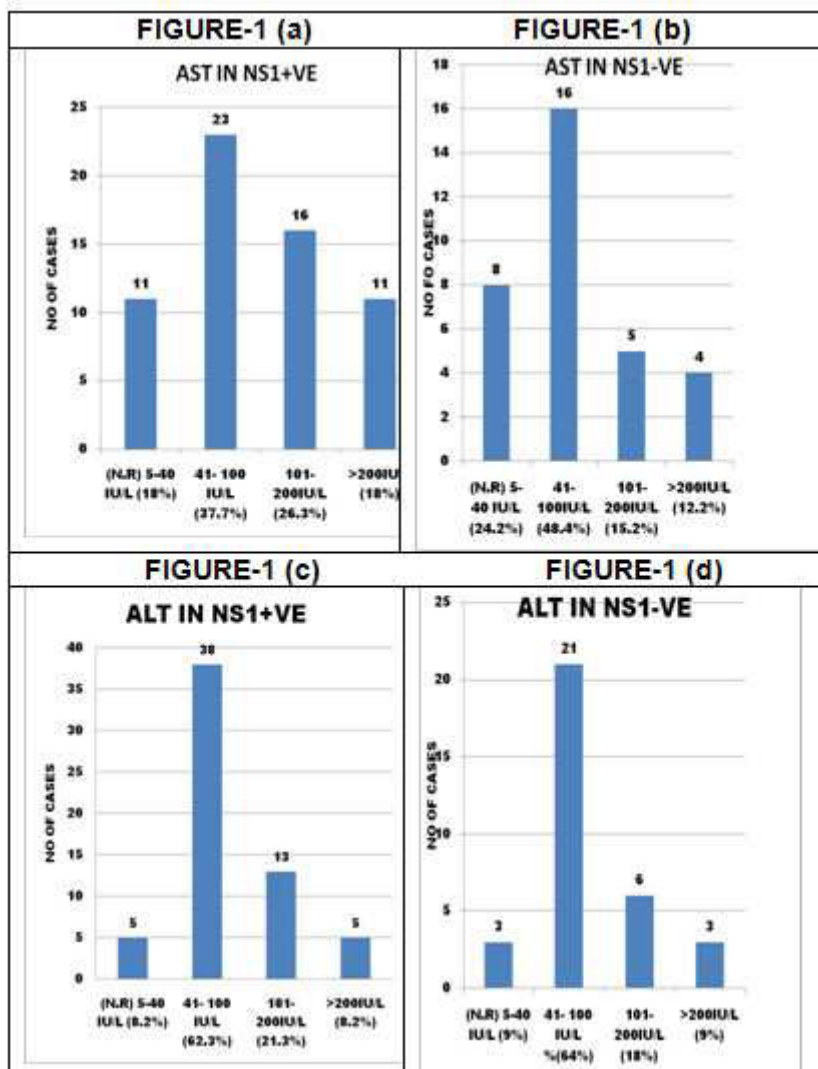 FIGURE-1 (a)
AST IN NS1+VE
25
20
15
10
5
0
NO OF CASES
11
23
16
11
(N.R) 5-40
IU/L (18%)
41- 100
IU/L
(37.7%)
101-
200IU/L
(26.3%)
>200IU
(18%)
FIGURE-1 (b)
AST IN NS1-VE
18
16
14
12
10
8
6
4
2
0
NO FO CASES
8
16
5
4
(N.R) 5-
40 IU/L
(24.2%)
41-
100IU/L
(48.4%)
101-
200IU/L
(15.2%)
>200IU/L
(12.2%)
FIGURE-1 (c)
ALT IN NS1+VE
40
35
30
25
20
15
10
5
0
NO OF CASES
5
38
13
5
(N.R) 5-40
IU/L (8.2%)
41- 100
IU/L
(62.3%)
101-
200IU/L
(21.3%)
>200IU/L
(8.2%)
FIGURE-1 (d)
ALT IN NS1-VE
25
20
15
10
5
0
NO OF CASES
3
21
6
3
(N.R) 5-40
IU/L (9%)
41- 100
IU/L
%(64%)
101-
200IU/L
(18%)
>200IU/L
(9%)